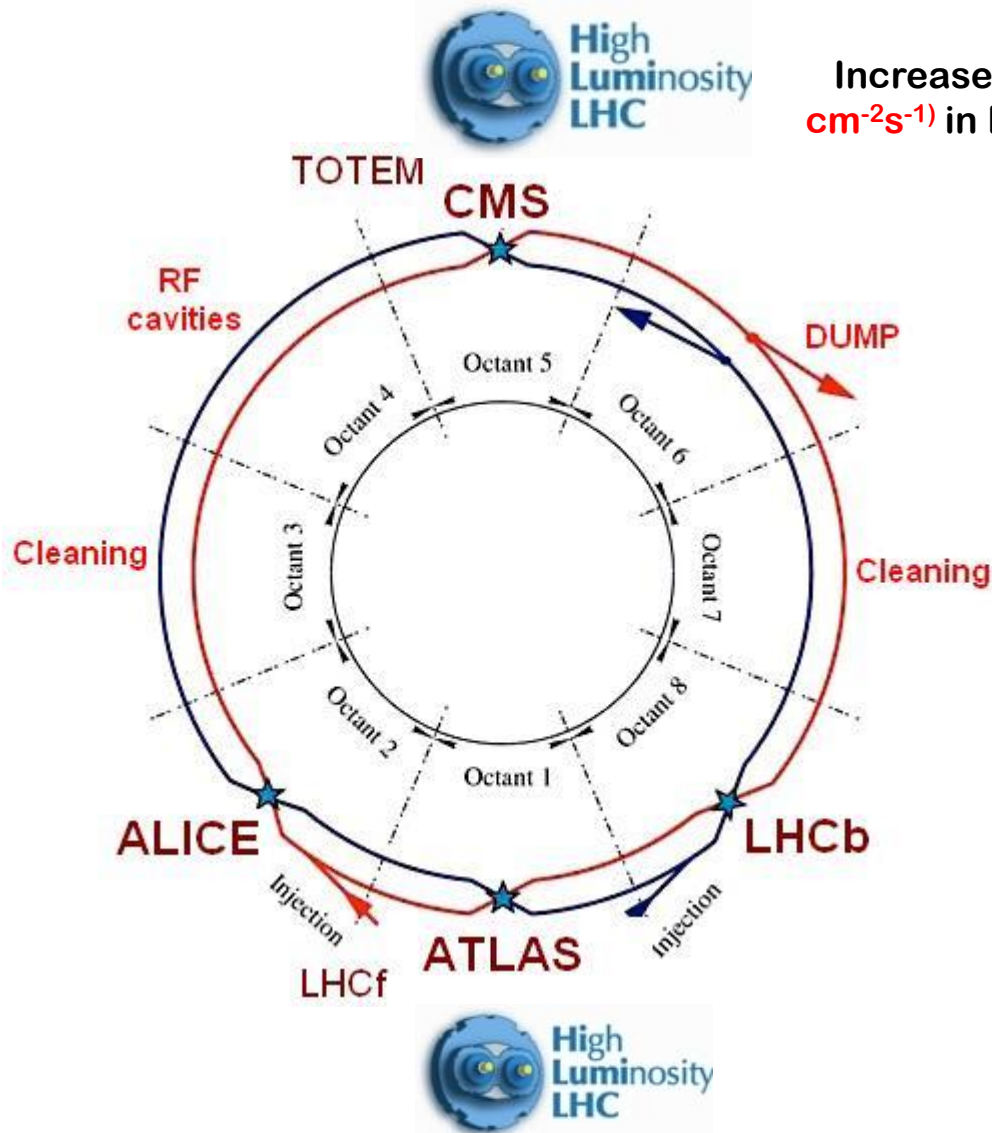 High
Luminosity
LHC
Increase
cm-2s-1) in
TOTEM
CMS
RF
cavities
DUMP
Octant 5
Octant 4
Octant 6
Cleaning
Octant 3
Octant 7
Cleaning
Octant 2
Octant 8
Octant 1
ALICE
LHCb
Injection
Injection
ATLAS
LHCf
High
Luminosity
LHC